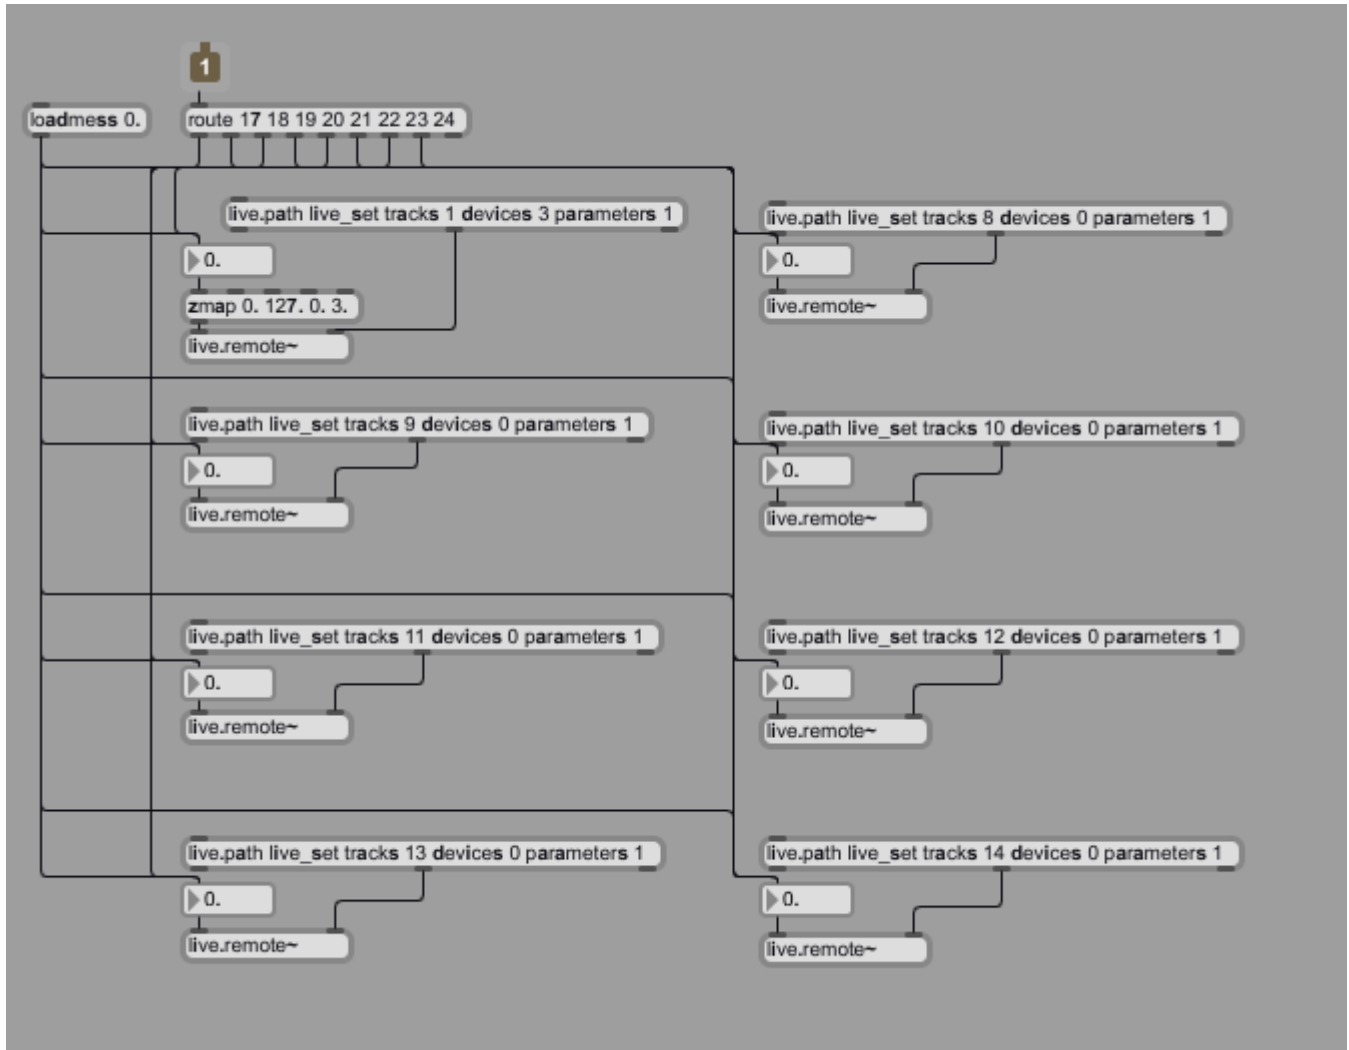 1
loadmess 0.
route 17 18 19 20 21 22 23 24
live.path live_set tracks 1 devices 3 parameters 1
live.path live_set tracks 8 devices 0 parameters 1
0.
0.
zmap 0. 127. 0. 3.
live.remote~
live.remote~
live.path live_set tracks 9 devices 0 parameters 1
live.path live_set tracks 10 devices 0 parameters 1
0.
0.
live.remote~
live.remote~
live.path live_set tracks 11 devices 0 parameters 1
live.path live_set tracks 12 devices 0 parameters 1
0.
0.
live.remote~
live.remote~
live.path live_set tracks 13 devices 0 parameters 1
live.path live_set tracks 14 devices 0 parameters 1
0.
0.
live.remote~
live.remote~